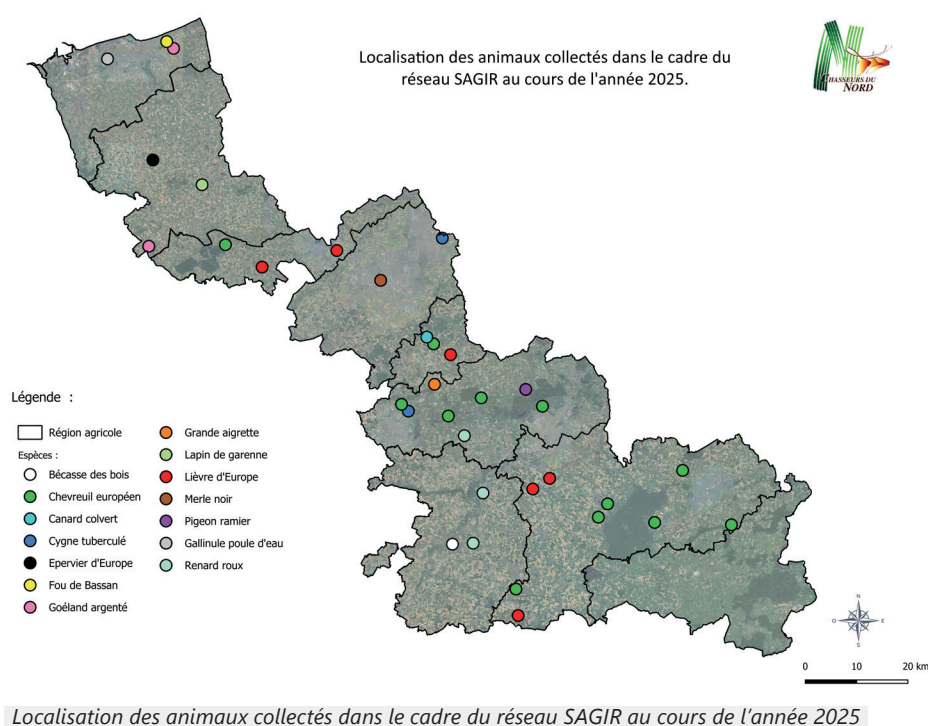 Localisation des animaux collectés dans le cadre du
réseau SAGIR au cours de l'année 2025.
CHASSEURS DU
NORD
Légende :
Région agricole
Espèces :
Bécasse des bois
Chevreuil européen
Canard colvert
Cygne tuberculé
Epervier d'Europe
Fou de Bassan
Goéland argenté
Grande aigrette
Lapin de garenne
Lièvre d'Europe
Merle noir
Pigeon ramier
Gallinule poule d'eau
Renard roux
N
O
E
S
0 10 20 km
Localisation des animaux collectés dans le cadre du réseau SAGIR au cours de l'année 2025